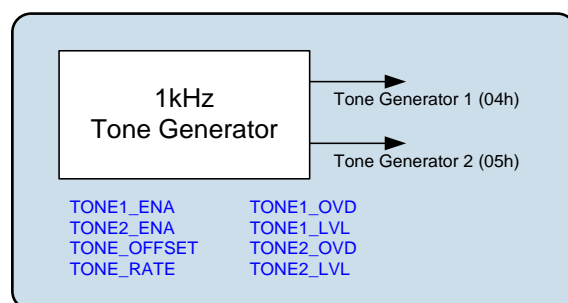 1kHz
Tone Generator
Tone Generator 1 (04h)
Tone Generator 2 (05h)
TONE1_ENA
TONE2_ENA
TONE_OFFSET
TONE_RATE
TONE1_OVD
TONE1_LVL
TONE2_OVD
TONE2_LVL